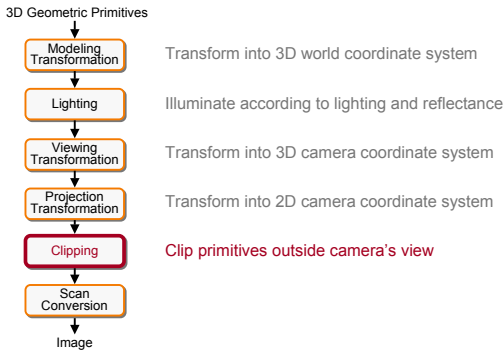 3D Geometric Primitives
Modeling
Transformation
Transform into 3D world coordinate system
Lighting
Illuminate according to lighting and reflectance
Viewing
Transformation
Transform into 3D camera coordinate system
Projection
Transformation
Transform into 2D camera coordinate system
Clipping
Clip primitives outside camera's view
Scan
Conversion
Image